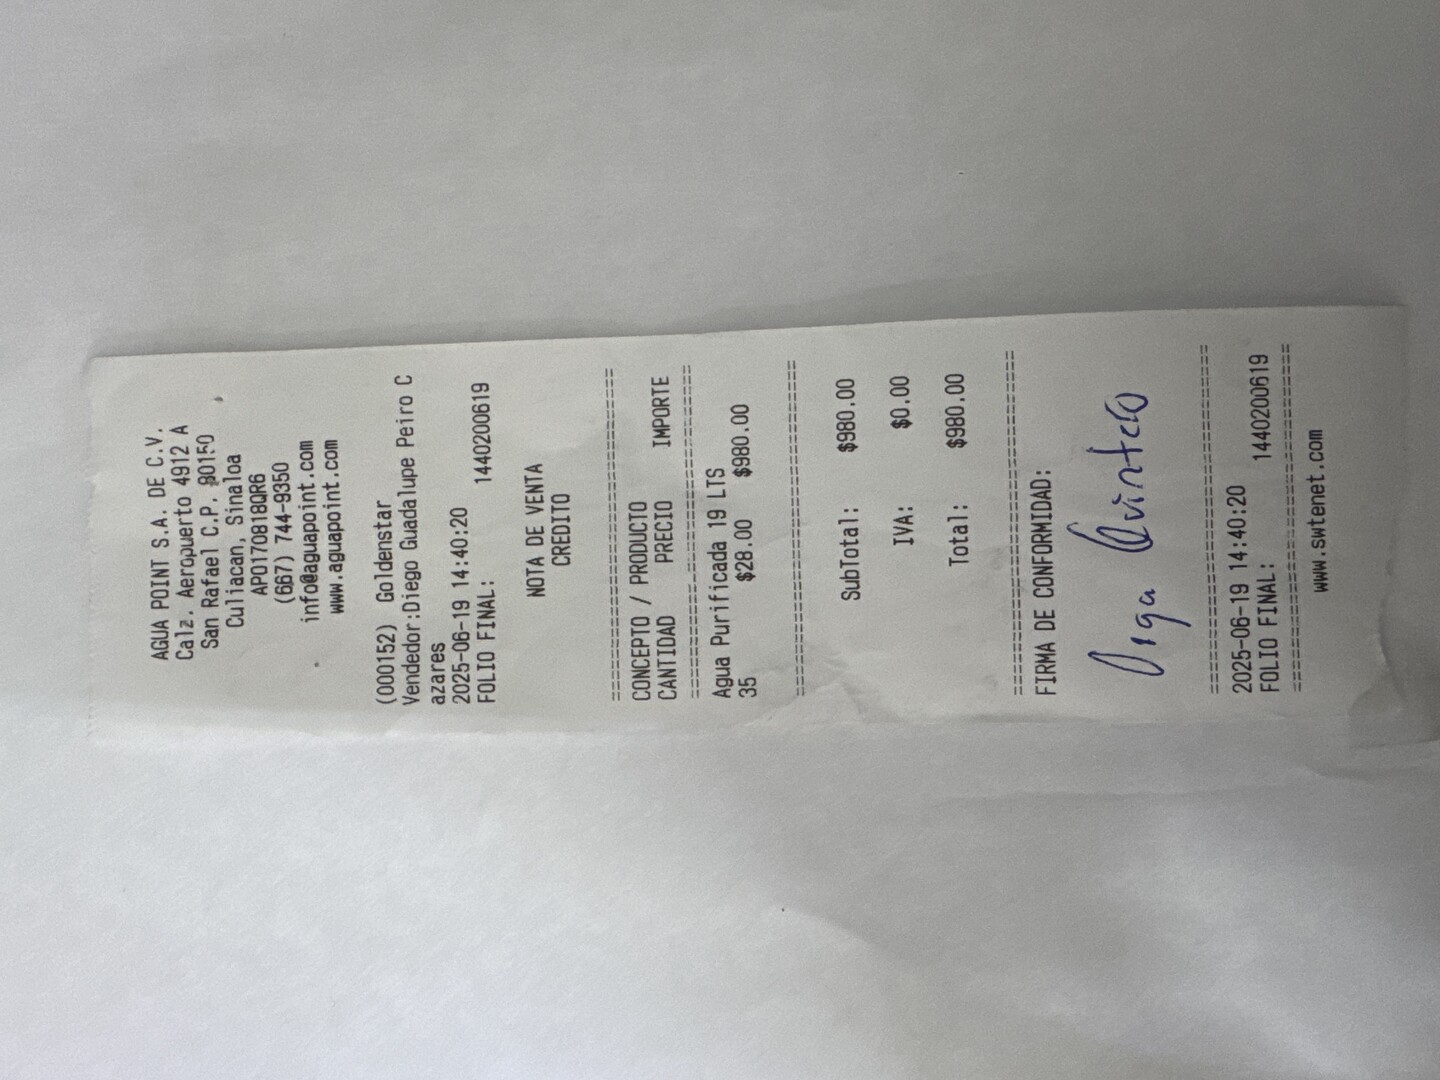 AGUA POINT S.A. DE C.V.
Calz. Aeropuerto 4912 A
San Rafael C.P. 80150
Culiacan, Sinaloa
APO170818QR6
(667) 744-9350
info@aguapoint.com
www.aguapoint.com
(000152) Goldenstar
Vendedor:Diego Guadalupe Peiro C
azares
2025-06-19 14:40:20
FOLIO FINAL: 1440200619
NOTA DE VENTA
CREDITO
================================
CONCEPTO / PRODUCTO
CANTIDAD PRECIO IMPORTE
================================
Agua Purificada 19 LTS
35 $28.00 $980.00
================================
SubTotal: $980.00
IVA: $0.00
Total: $980.00
================================
FIRMA DE CONFORMIDAD:
================================
2025-06-19 14:40:20
FOLIO FINAL: 1440200619
================================
www.swtenet.com